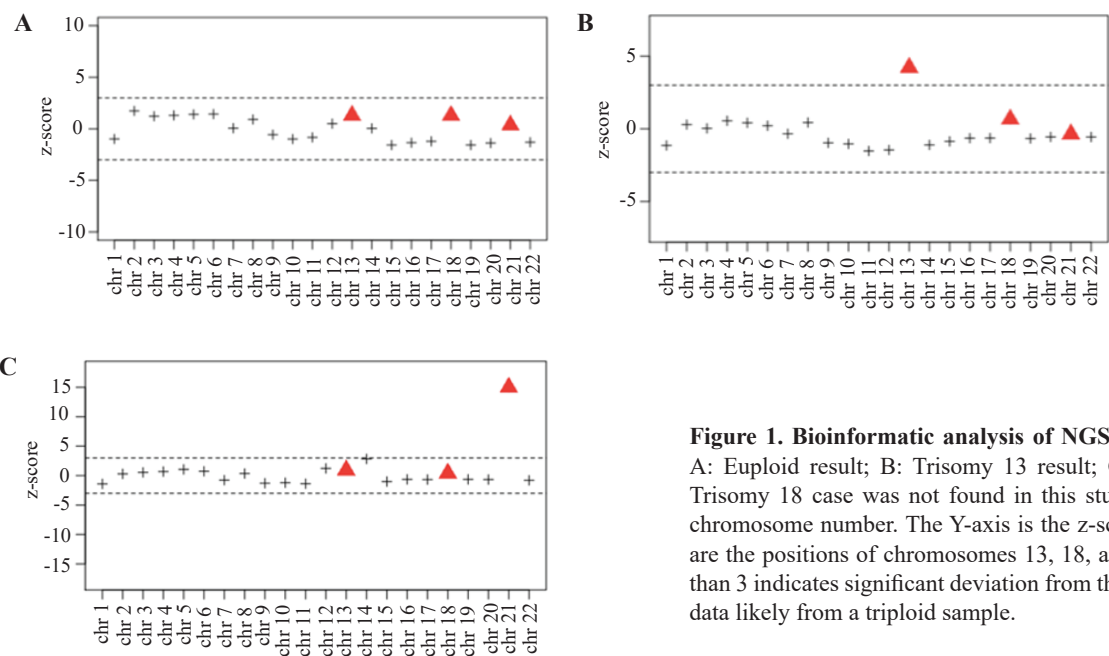 A
10
5
0
-5
-10
z-score
chr 1
chr 2
chr 3
chr 4
chr 5
chr 6
chr 7
chr 8
chr 9
chr 10
chr 11
chr 12
chr 13
chr 14
chr 15
chr 16
chr 17
chr 18
chr 19
chr 20
chr 21
chr 22
B
5
0
-5
z-score
chr 1
chr 2
chr 3
chr 4
chr 5
chr 6
chr 7
chr 8
chr 9
chr 10
chr 11
chr 12
chr 13
chr 14
chr 15
chr 16
chr 17
chr 18
chr 19
chr 20
chr 21
chr 22
C
15
10
5
0
-5
-10
-15
z-score
chr 1
chr 2
chr 3
chr 4
chr 5
chr 6
chr 7
chr 8
chr 9
chr 10
chr 11
chr 12
chr 13
chr 14
chr 15
chr 16
chr 17
chr 18
chr 19
chr 20
chr 21
chr 22
Figure 1. Bioinformatic analysis of NGS
A: Euploid result; B: Trisomy 13 result;
Trisomy 18 case was not found in this stu
chromosome number. The Y-axis is the z-sc
are the positions of chromosomes 13, 18, a
than 3 indicates significant deviation from th
data likely from a triploid sample.